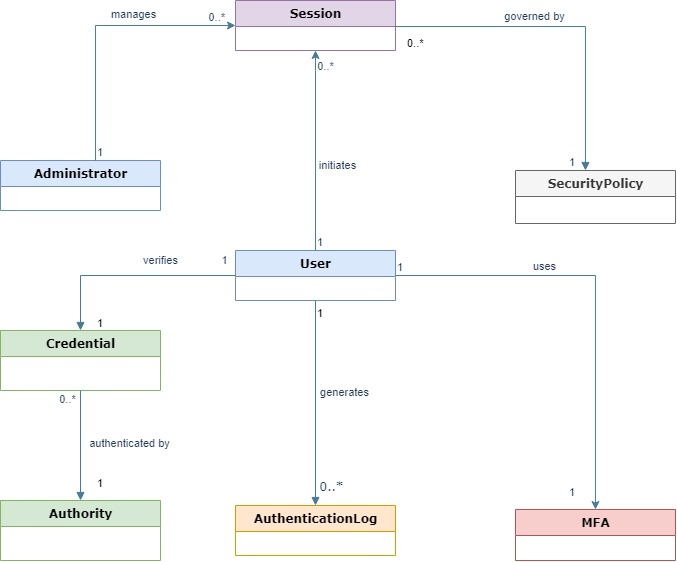 manages
0..*
Session
governed by
0..*
0..*
1
initiates
1
Administrator
SecurityPolicy
1
verifies
1
User
1
uses
1
Credential
1
0..*
generates
authenticated by
1
0..*
1
Authority
AuthenticationLog
MFA